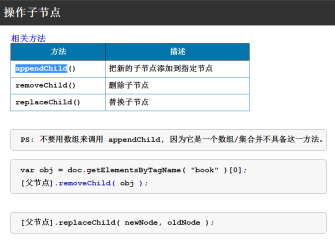 操作子节点
相关方法
方法 描述
appendChild() 把新的子节点添加到指定节点
removeChild() 删除子节点
replaceChild() 替换子节点
PS: 不要用数组来调用 appendChild, 因为它是一个数组/集合并不具备这一方法.
var obj = doc.getElementsByTagName( "book" )[0];
[父节点].removeChild( obj );
[父节点].replaceChild( newNode, oldNode );